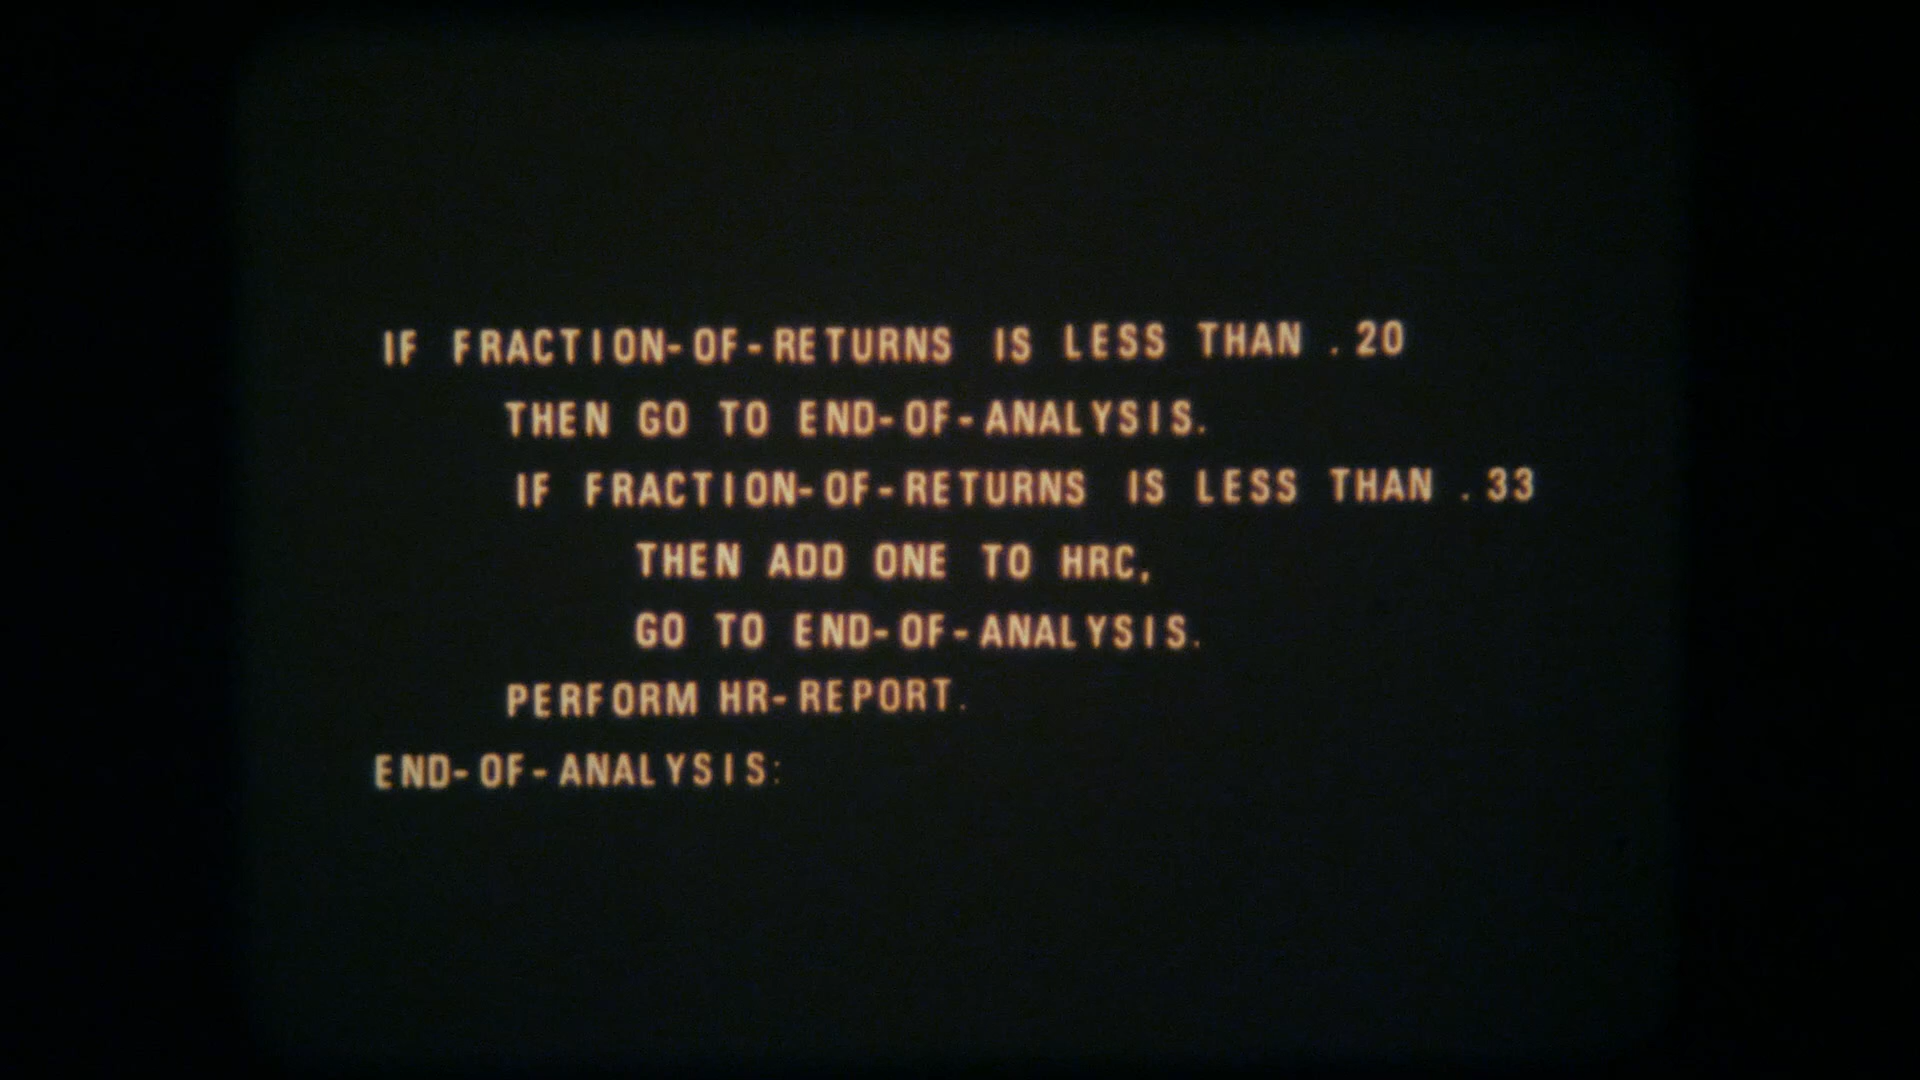 IF FRACTION-OF-RETURNS IS LESS THAN .20
THEN GO TO END-OF-ANALYSIS.
IF FRACTION-OF-RETURNS IS LESS THAN .33
THEN ADD ONE TO HRC,
GO TO END-OF-ANALYSIS.
PERFORM HR-REPORT.
END-OF-ANALYSIS: